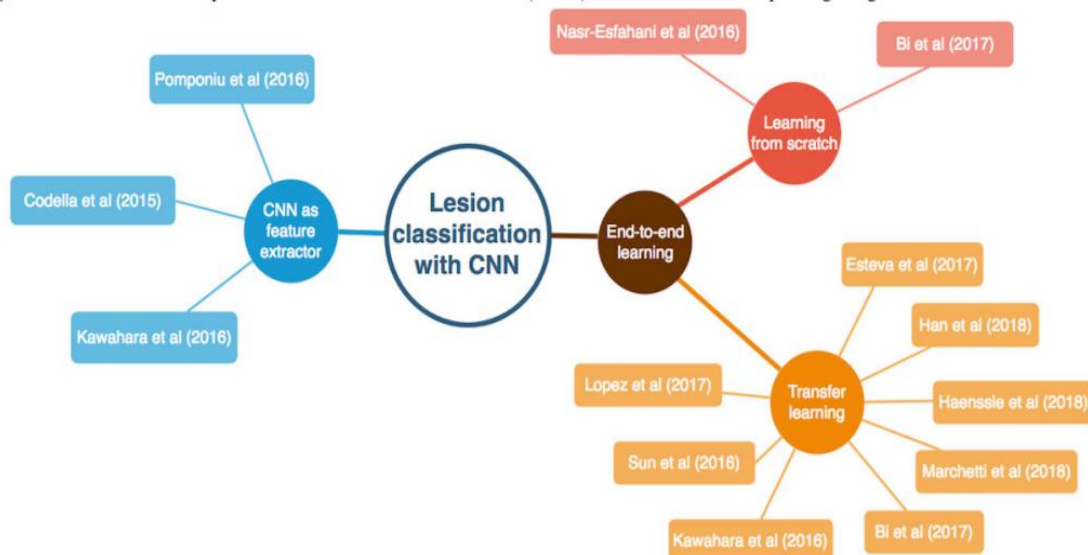 Nasr-Esfahani et al (2016)
Bi et al (2017)
Pomponiu et al (2016)
Learning
from scratch
Codella et al (2015)
CNN as
feature
extractor
Lesion
classification
with CNN
End-to-end
learning
Esteva et al (2017)
Kawahara et al (2016)
Han et al (2018)
Lopez et al (2017)
Transfer
learning
Haenssle et al (2018)
Sun et al (2016)
Marchetti et al (2018)
Kawahara et al (2016)
Bi et al (2017)